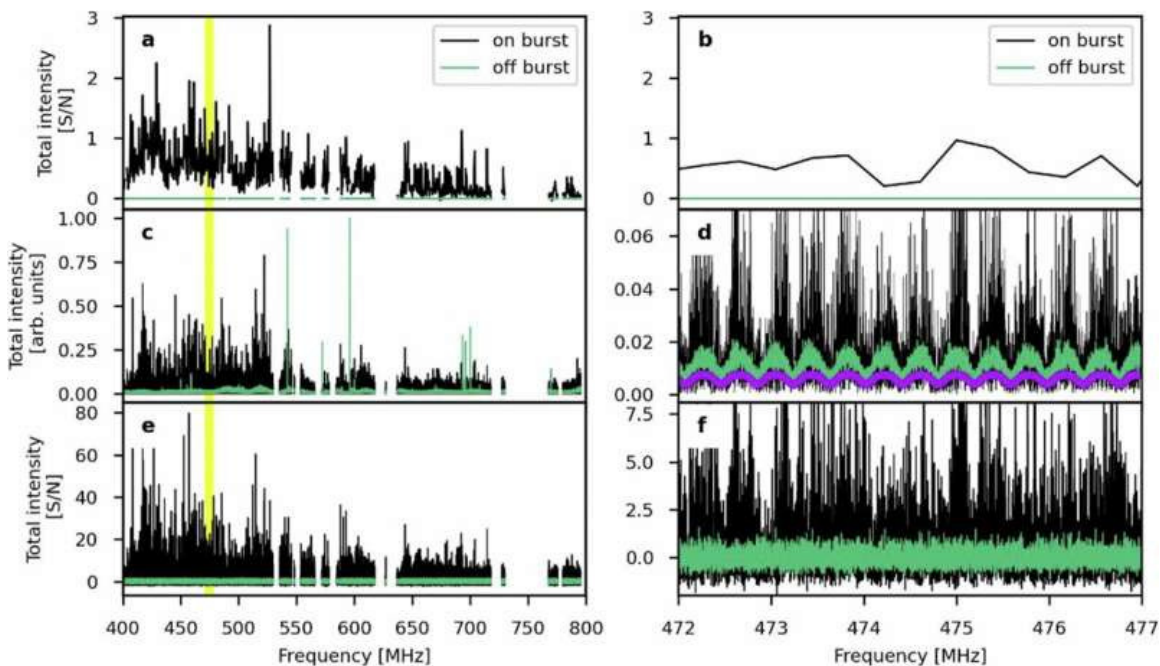 a
on burst
off burst
3
2
1
0
Total intensity
[S/N]
b
on burst
off burst
3
2
1
0
c
1.00
0.75
0.50
0.25
0.00
Total intensity
[arb. units]
d
0.06
0.04
0.02
0.00
e
80
60
40
20
0
Total intensity
[S/N]
f
7.5
5.0
2.5
0.0
400 450 500 550 600 650 700 750 800
Frequency [MHz]
472 473 474 475 476 477
Frequency [MHz]